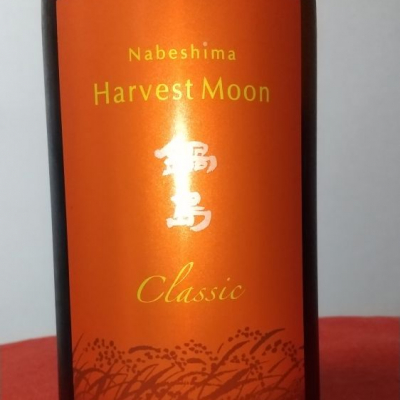 Nabeshima
Harvest Moon
鍋
島
Classic